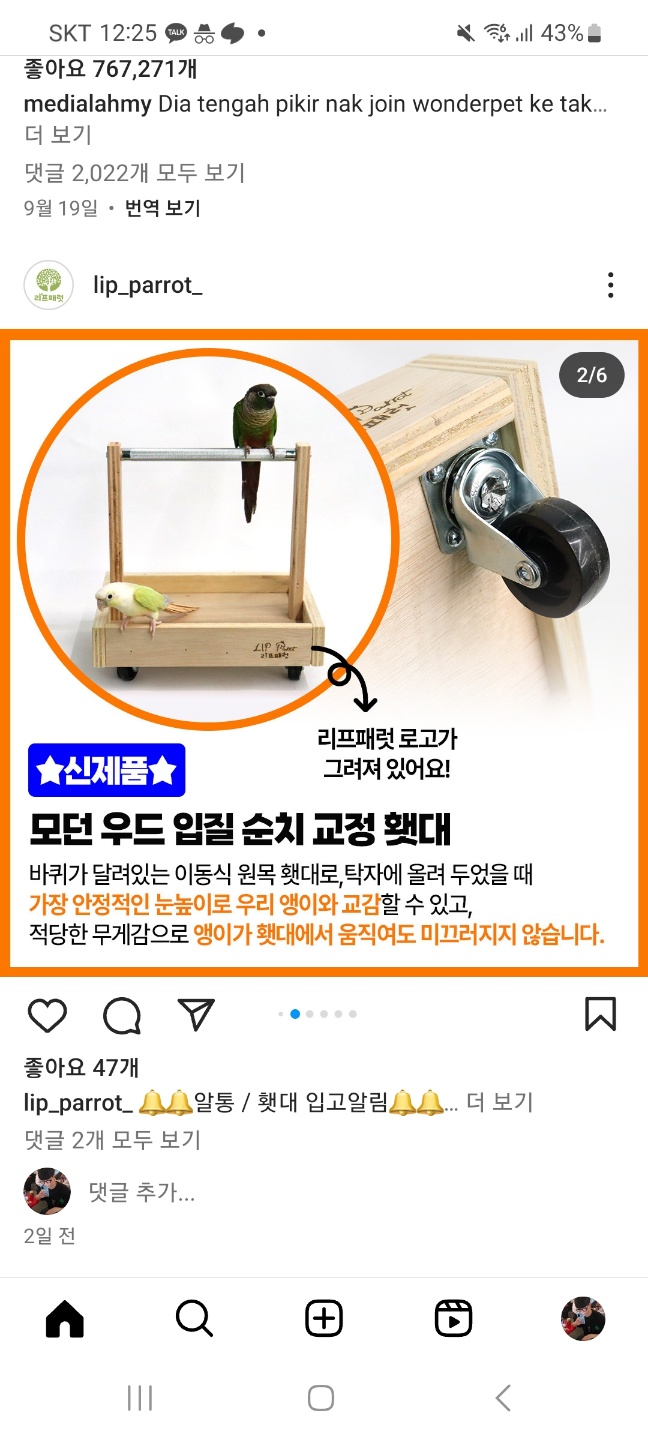 SKT 12:25 TALK 43%
좋아요 767,271개
medialahmy Dia tengah pikir nak join wonderpet ke tak...
더 보기
댓글 2,022개 모두 보기
9월 19일 • 번역 보기
리프패럿
lip_parrot_
2/6
Parrot
패럿
LIP Parrot
리프패럿
리프패럿 로고가
그려져 있어요!
★신제품★
모던 우드 입질 순치 교정 횃대
바퀴가 달려있는 이동식 원목 횃대로,탁자에 올려 두었을 때
가장 안정적인 눈높이로 우리 앵이와 교감할 수 있고,
적당한 무게감으로 앵이가 횃대에서 움직여도 미끄러지지 않습니다.
좋아요 47개
lip_parrot_ 🔔🔔알통 / 횃대 입고알림🔔🔔... 더 보기
댓글 2개 모두 보기
댓글 추가...
2일 전